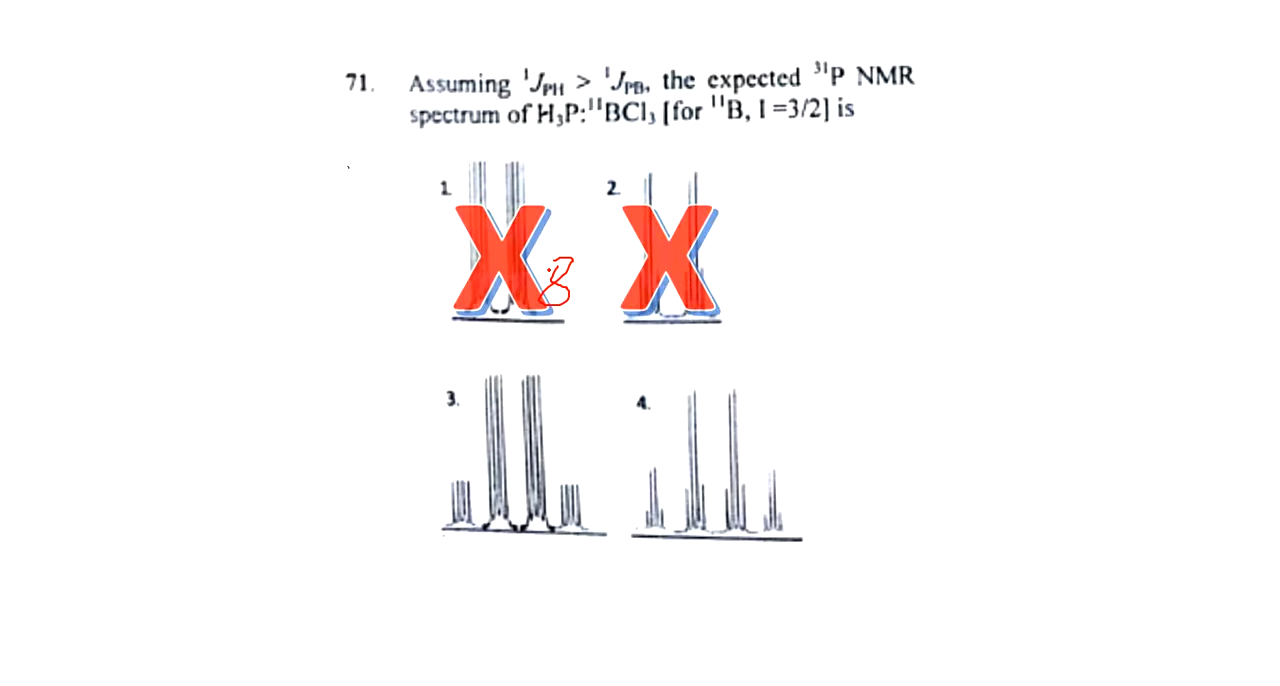 71. Assuming ¹J_PH > ¹J_PB, the expected ³¹P NMR
spectrum of H₃P:¹¹BCl₃ [for ¹¹B, I =3/2] is
1.
2.
8
3.
4.